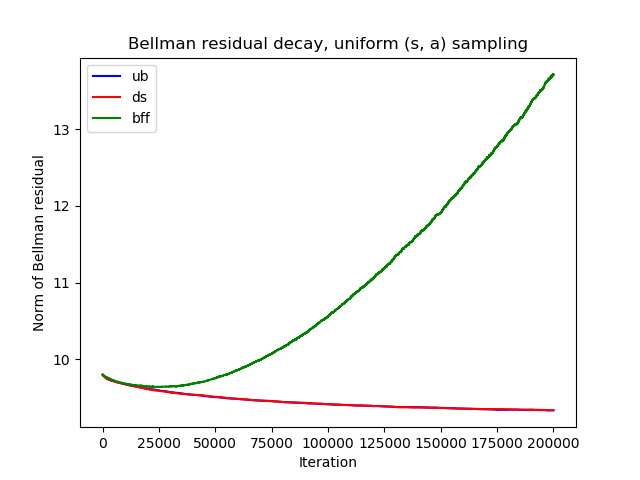 Bellman residual decay, uniform (s, a) sampling
ub
ds
bff
Norm of Bellman residual
13
12
11
10
0 25000 50000 75000 100000 125000 150000 175000 200000
Iteration